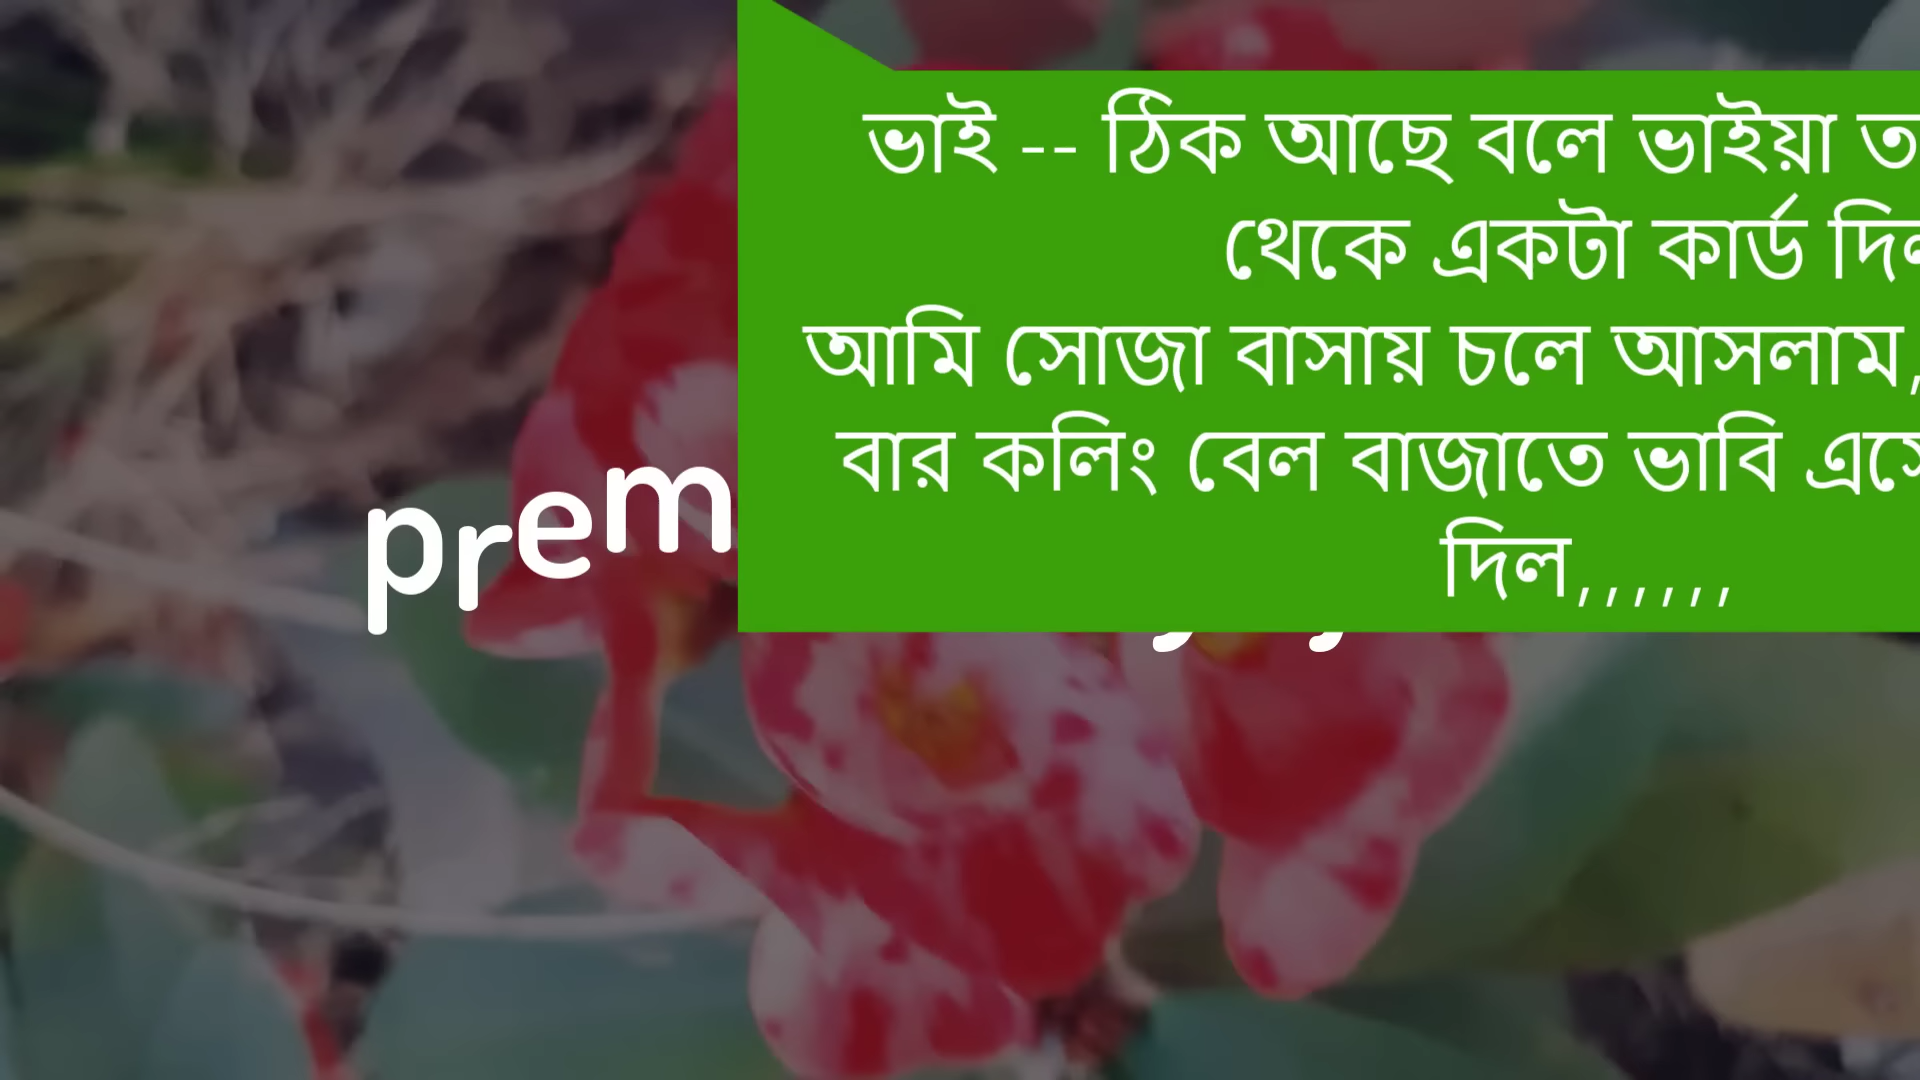 ভাই -- ঠিক আছে বলে ভাইয়া
থেকে একটা কার্ড
আমি সোজা বাসায় চলে আসলাম,
বার কলিং বেল বাজাতে ভাবি
দিল,,,,,,
prem